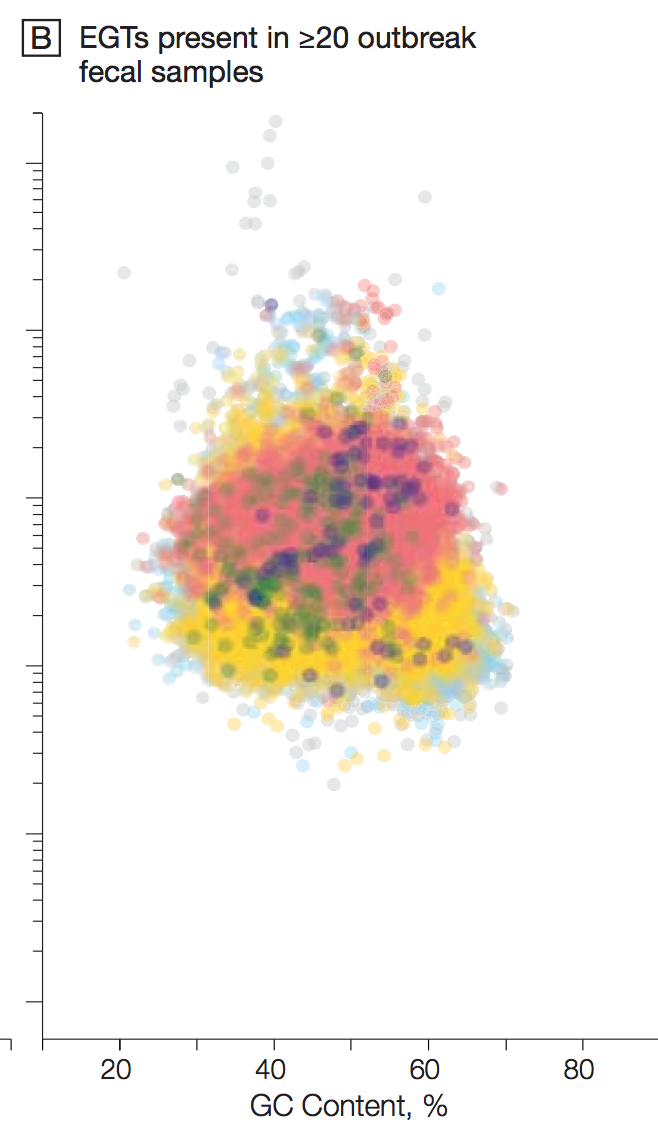 B EGTs present in ≥20 outbreak
fecal samples
20 40 60 80
GC Content, %